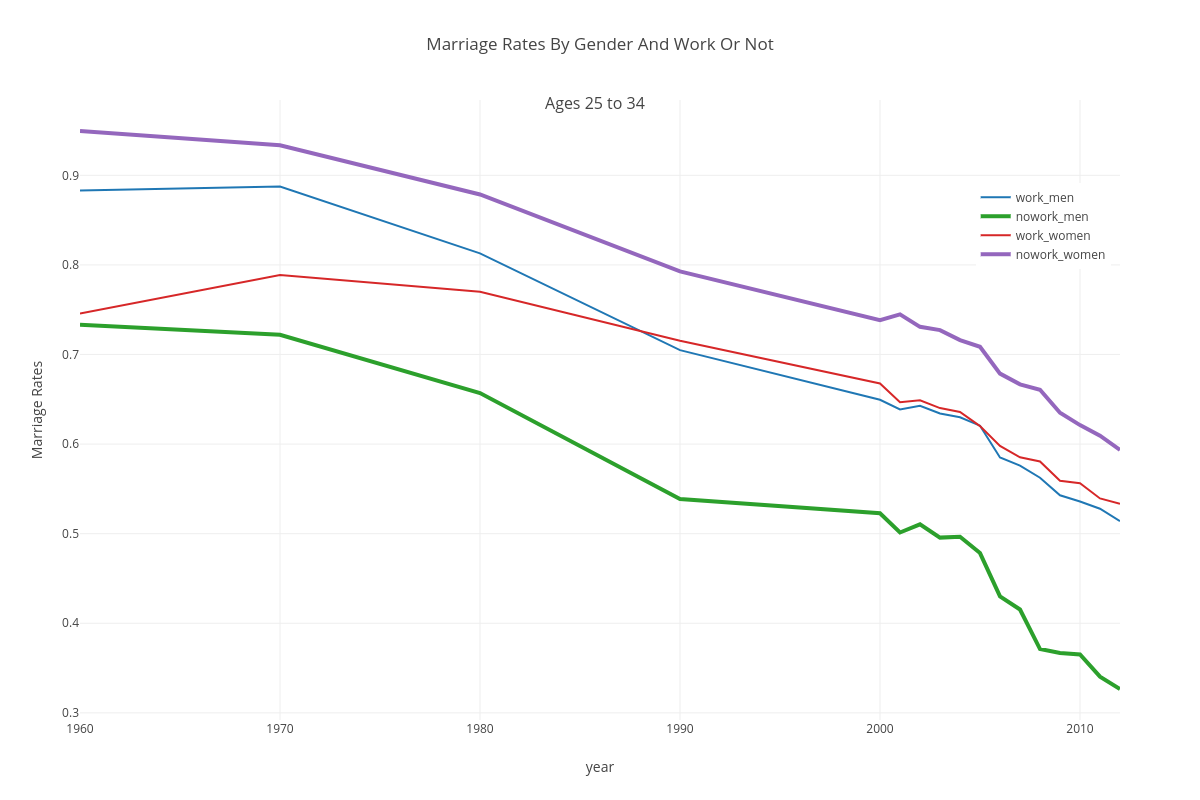 Marriage Rates By Gender And Work Or Not
Ages 25 to 34
work_men
nowork_men
work_women
nowork_women
Marriage Rates
0.9
0.8
0.7
0.6
0.5
0.4
0.3
1960 1970 1980 1990 2000 2010
year